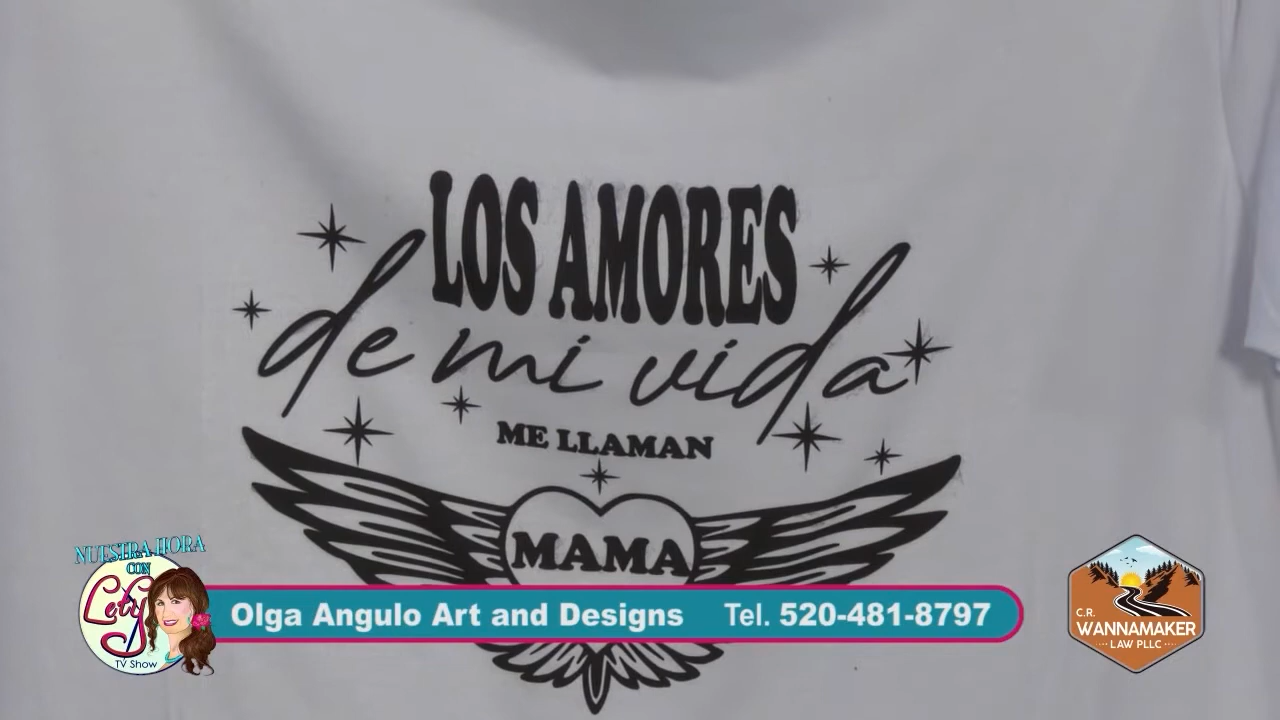 LOS AMORES
de mi vida
ME LLAMAN
MAMA
NUESTRA HORA
CON
Lety
TV Show
Olga Angulo Art and Designs Tel. 520-481-8797
C.R.
WANNAMAKER
LAW PLLC